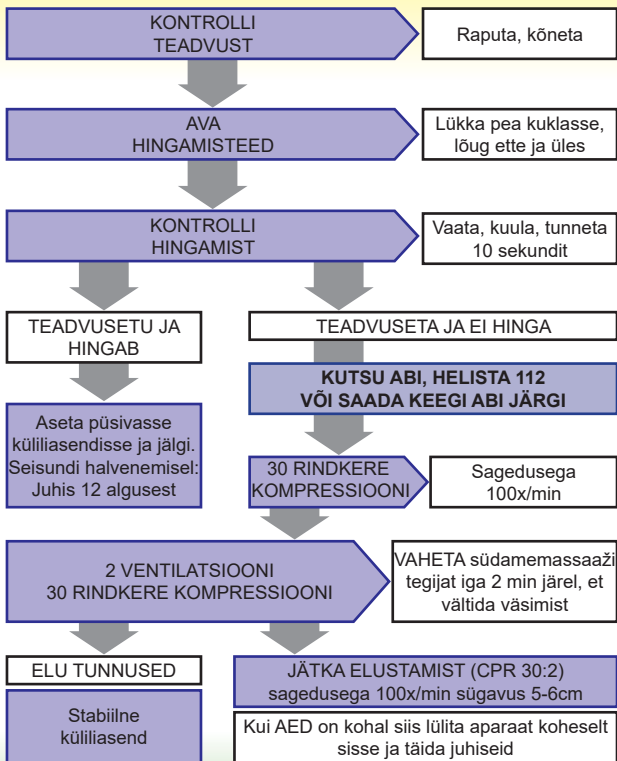 KONTROLLI
TEADVUST
Raputa, kõneta
AVA
HINGAMISTEED
Lükka pea kuklasse,
lõug ette ja üles
KONTROLLI
HINGAMIST
Vaata, kuula, tunneta
10 sekundit
TEADVUSETU JA
HINGAB
TEADVUSETA JA EI HINGA
KUTSU ABI, HELISTA 112
VÕI SAADA KEEGI ABI JÄRGI
Aseta püsivasse
küliliasendisse ja jälgi.
Seisundi halvenemisel:
Juhis 12 algusest
30 RINDKERE
KOMPRESSIOONI
Sagedusega
100x/min
2 VENTILATSIOONI
30 RINDKERE KOMPRESSIOONI
VAHETA südamemassaaži
tegijat iga 2 min järel, et
vältida väsimist
ELU TUNNUSED
Stabiilne
küliliasend
JÄTKA ELUSTAMIST (CPR 30:2)
sagedusega 100x/min sügavus 5-6cm
Kui AED on kohal siis lülita aparaat koheselt
sisse ja täida juhiseid